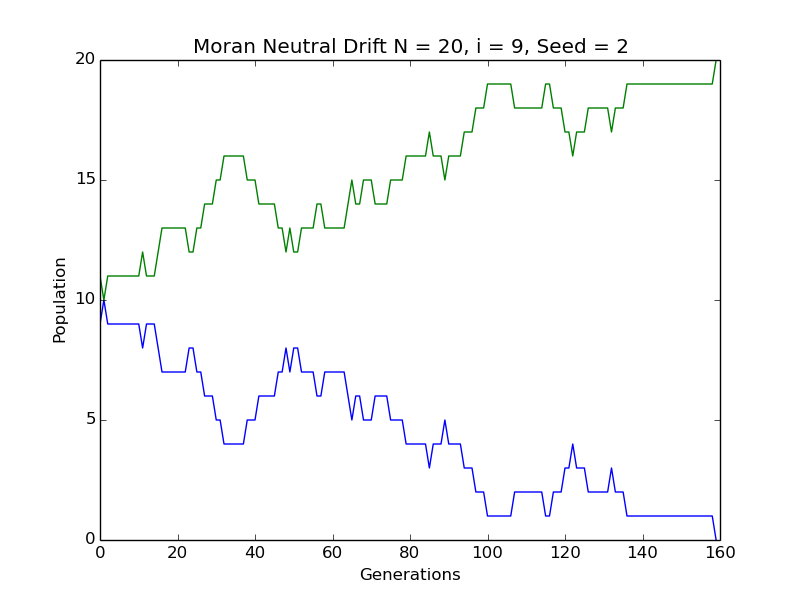 Moran Neutral Drift N = 20, i = 9, Seed = 2
20
15
10
5
0
Population
0 20 40 60 80 100 120 140 160
Generations